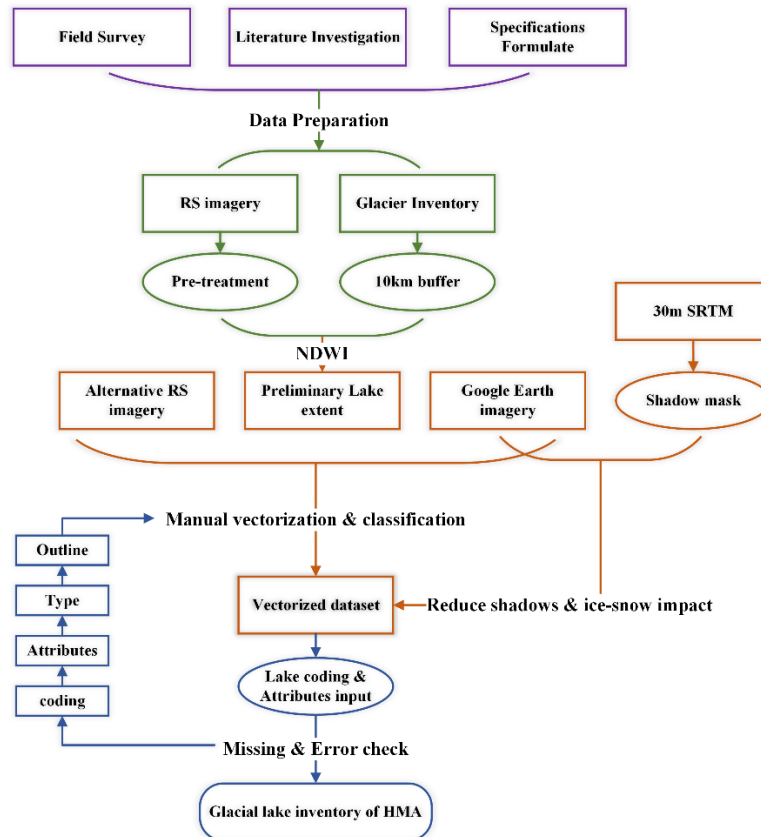 Field Survey
Literature Investigation
Specifications
Formulate
Data Preparation
RS imagery
Glacier Inventory
Pre-treatment
10km buffer
30m SRTM
NDWI
Alternative RS
imagery
Preliminary Lake
extent
Google Earth
imagery
Shadow mask
Manual vectorization & classification
Outline
Type
Vectorized dataset
Reduce shadows & ice-snow impact
Attributes
Lake coding &
Attributes input
coding
Missing & Error check
Glacial lake inventory of HMA